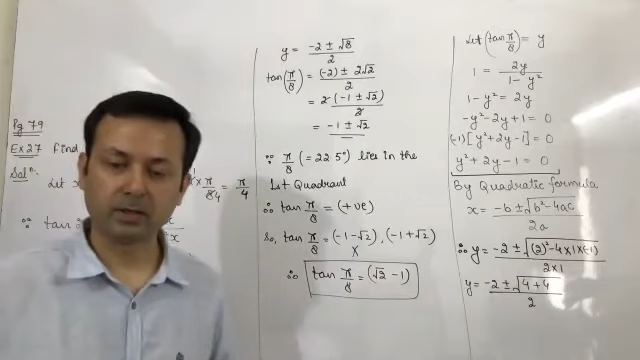 Pg 79
Ex 27 Find
Solⁿ. Let x
π/8 = π/4
∵ tan 2
x
y = (-2 ± √8)/2
tan(π/8) = ((-2) ± 2√2)/2
= 2(-1 ± √2)/2
= -1 ± √2
∵ π/8 (= 22.5°) lies in the
1st Quadrant
∴ tan π/8 = (+ve)
So, tan π/8 = (-1-√2), (-1+√2)
X
∴ tan π/8 = (√2 - 1)
Let (tan π/8) = y
1 = 2y/(1 - y²)
1 - y² = 2y
-y² - 2y + 1 = 0
(-1)[y² + 2y - 1] = 0
y² + 2y - 1 = 0
By Quadratic formula
x = (-b ± √(b² - 4ac))/2a
∴ y = (-2 ± √((2)² - 4×1×(-1)))/(2×1)
y = (-2 ± √(4 + 4))/2